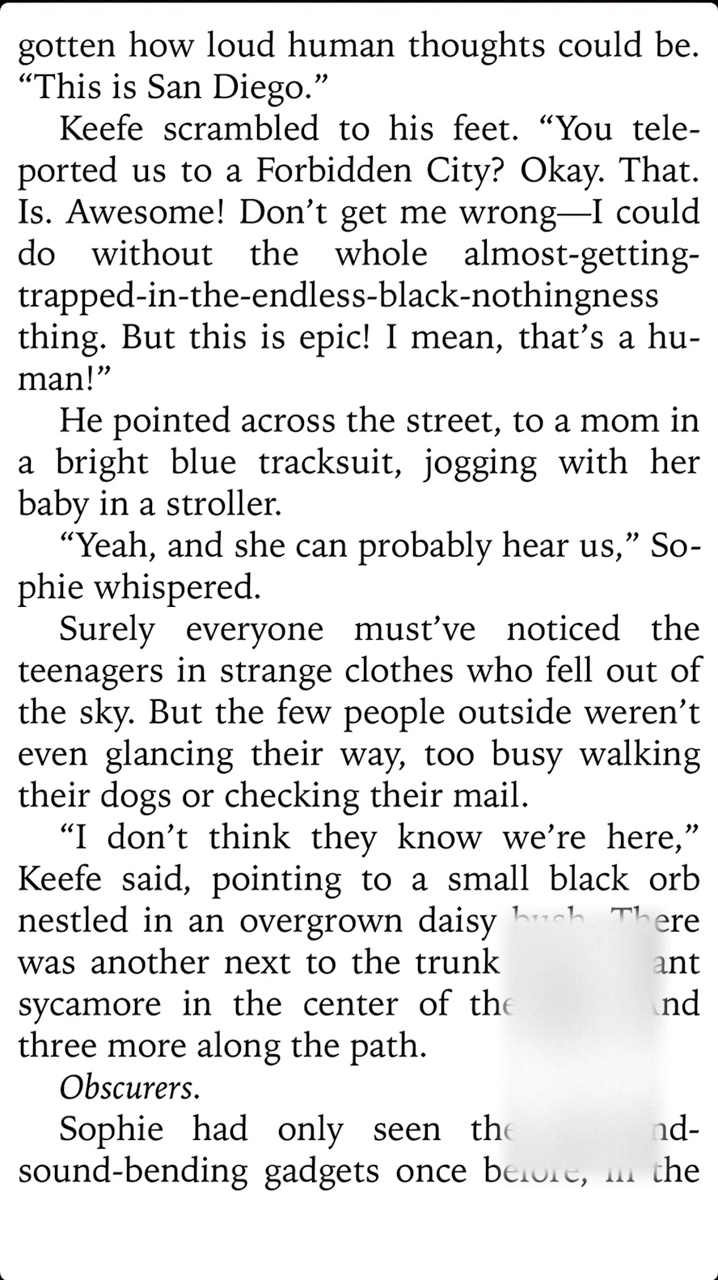 gotten how loud human thoughts could be.
“This is San Diego.”
Keefe scrambled to his feet. “You tele-
ported us to a Forbidden City? Okay. That.
Is. Awesome! Don’t get me wrong—I could
do without the whole almost-getting-
trapped-in-the-endless-black-nothingness
thing. But this is epic! I mean, that’s a hu-
man!”
He pointed across the street, to a mom in
a bright blue tracksuit, jogging with her
baby in a stroller.
“Yeah, and she can probably hear us,” So-
phie whispered.
Surely everyone must’ve noticed the
teenagers in strange clothes who fell out of
the sky. But the few people outside weren’t
even glancing their way, too busy walking
their dogs or checking their mail.
“I don’t think they know we’re here,”
Keefe said, pointing to a small black orb
nestled in an overgrown daisy bush. There
was another next to the trunk
sycamore in the center of
three more along the path.
Obscurers.
Sophie had only seen
sound-bending gadgets once before, in the